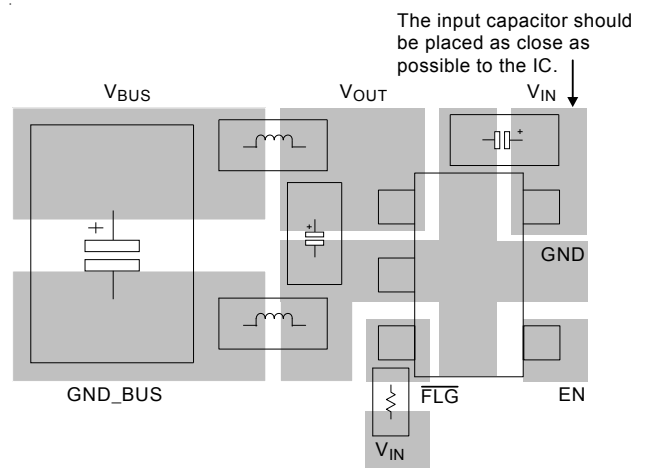 The input capacitor should
be placed as close as
possible to the IC.
VBUS
VOUT
VIN
+
+
+
GND
GND_BUS
FLG
EN
VIN